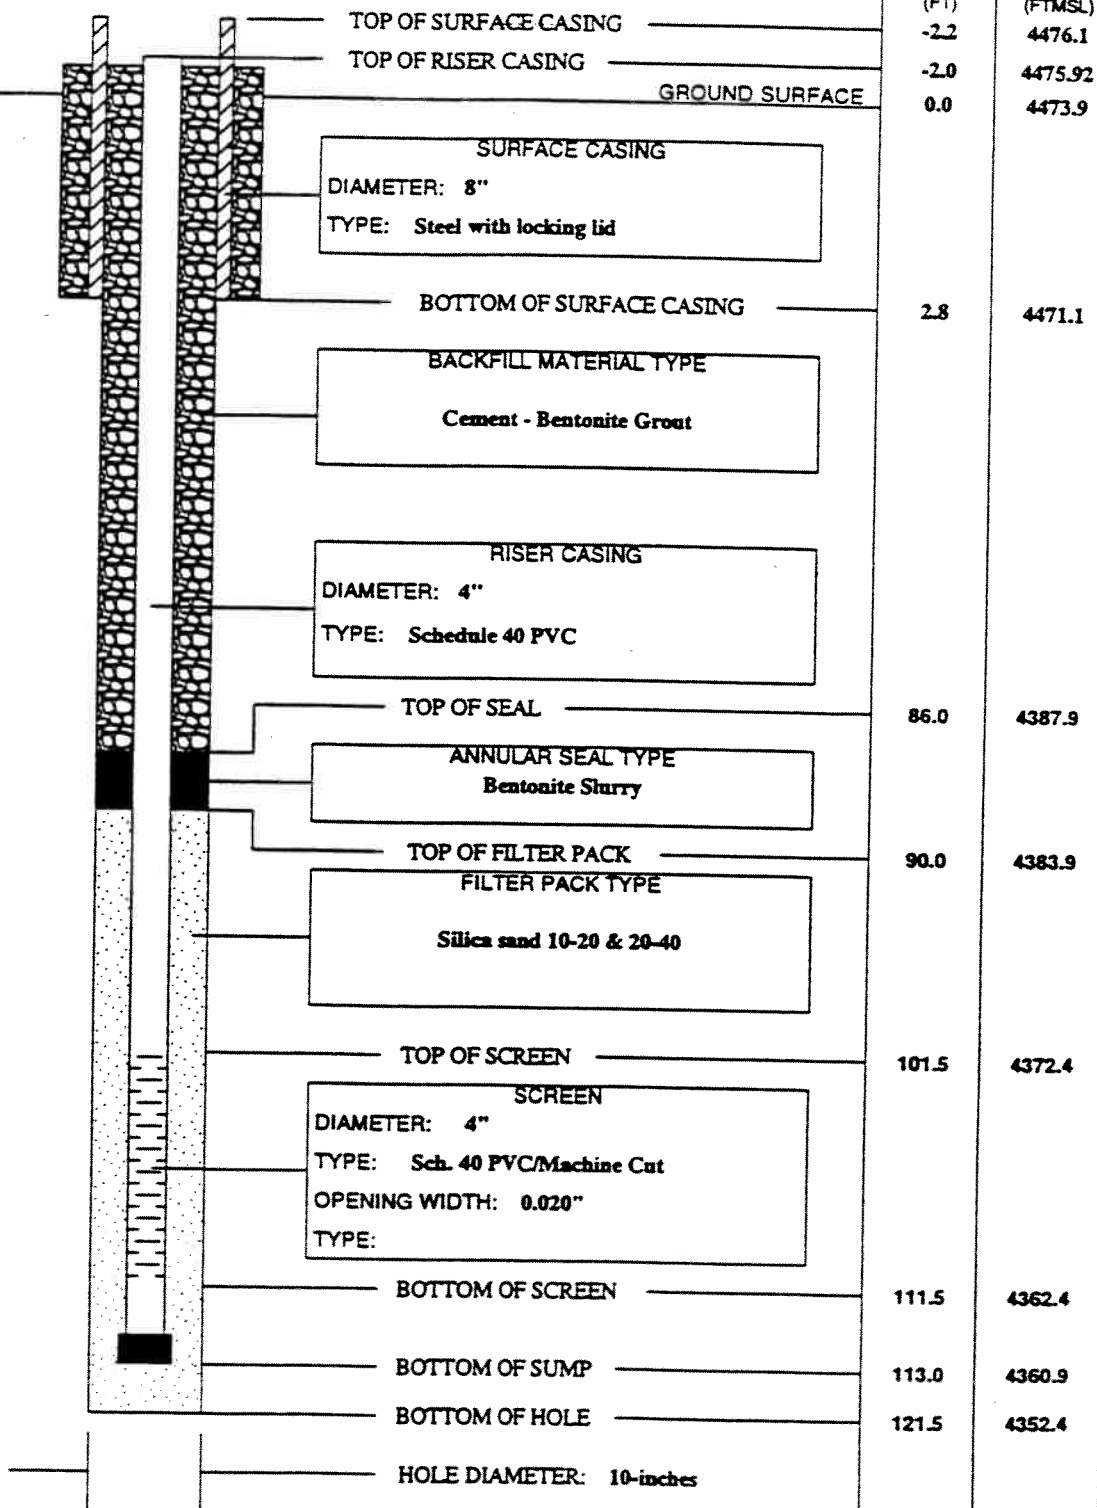 (FT) (FTMSL)
TOP OF SURFACE CASING -2.2 4476.1
TOP OF RISER CASING -2.0 4475.92
GROUND SURFACE 0.0 4473.9
SURFACE CASING
DIAMETER: 8"
TYPE: Steel with locking lid
BOTTOM OF SURFACE CASING 2.8 4471.1
BACKFILL MATERIAL TYPE
Cement - Bentonite Grout
RISER CASING
DIAMETER: 4"
TYPE: Schedule 40 PVC
TOP OF SEAL 86.0 4387.9
ANNULAR SEAL TYPE
Bentonite Slurry
TOP OF FILTER PACK 90.0 4383.9
FILTER PACK TYPE
Silica sand 10-20 & 20-40
TOP OF SCREEN 101.5 4372.4
SCREEN
DIAMETER: 4"
TYPE: Sch. 40 PVC/Machine Cut
OPENING WIDTH: 0.020"
TYPE:
BOTTOM OF SCREEN 111.5 4362.4
BOTTOM OF SUMP 113.0 4360.9
BOTTOM OF HOLE 121.5 4352.4
HOLE DIAMETER: 10-inches